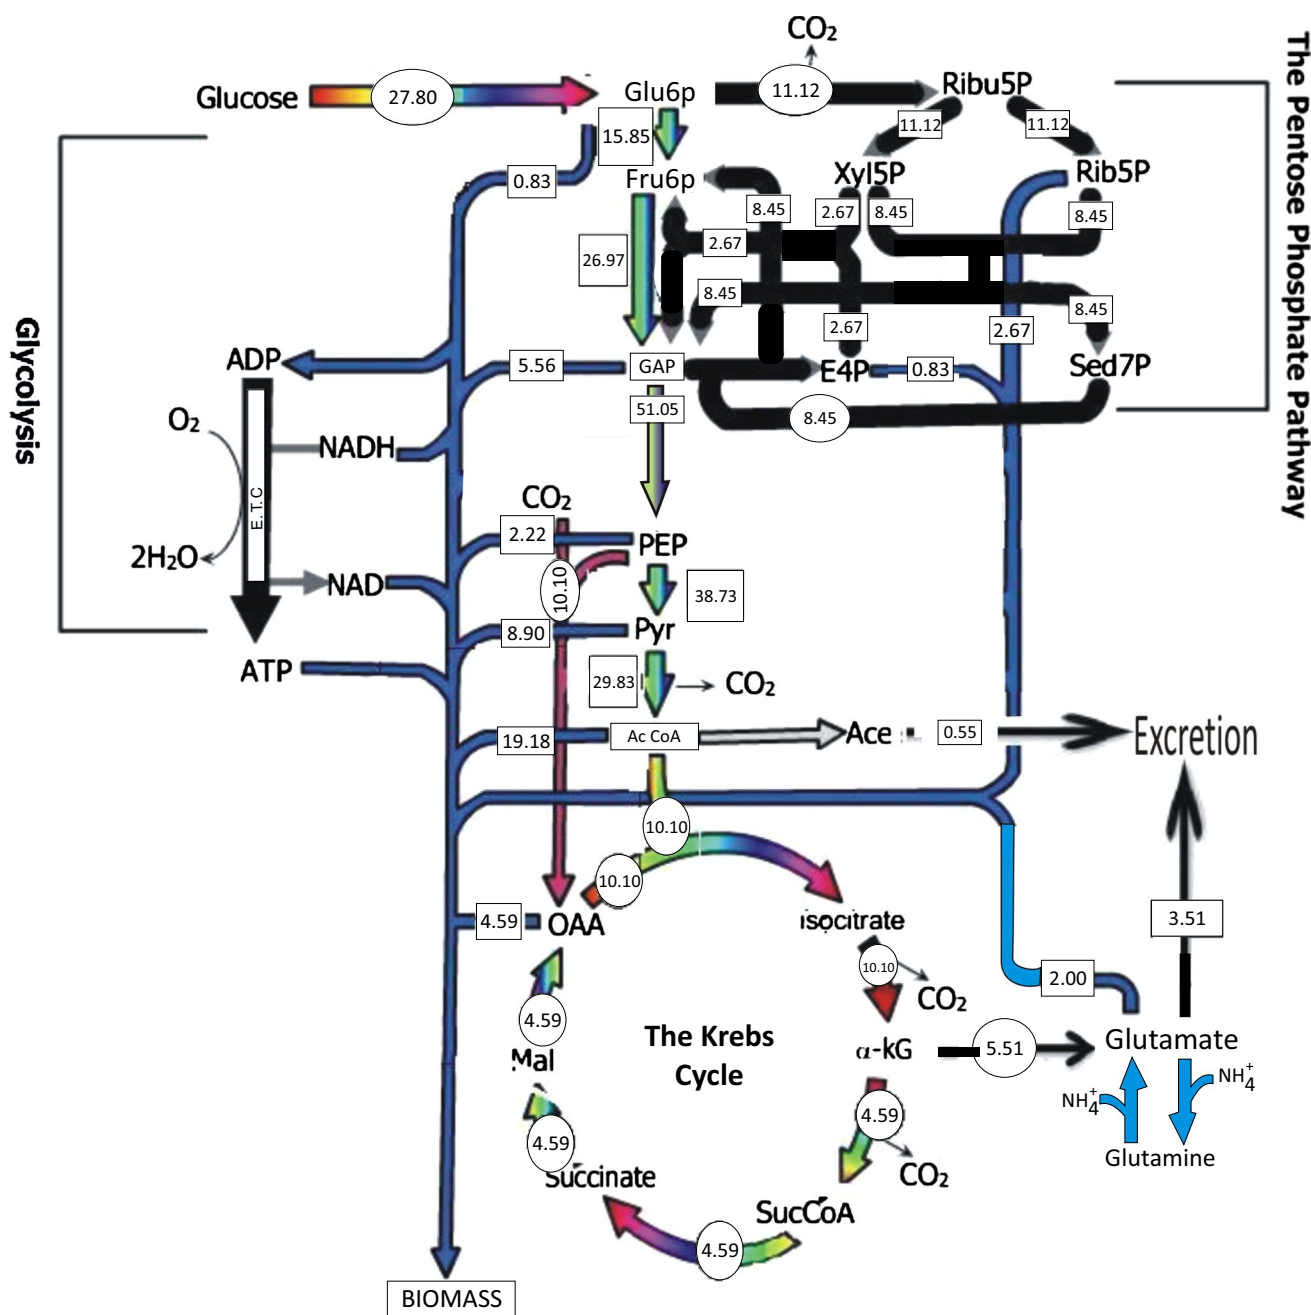 CO₂
The Pentose Phosphate Pathway
Glucose
27.80
Glu6p
11.12
Ribu5P
15.85
11.12
11.12
0.83
Fru6p
Xyl5P
Rib5P
8.45
2.67
8.45
8.45
2.67
26.97
8.45
8.45
2.67
2.67
Glycolysis
ADP
5.56
GAP
E4P
0.83
Sed7P
51.05
8.45
O₂
NADH
E.T.C
CO₂
2.22
PEP
2H₂O
NAD
10.10
38.73
8.90
Pyr
ATP
29.83
CO₂
19.18
Ac CoA
Ace
0.55
Excretion
10.10
10.10
4.59
OAA
isocitrate
3.51
10.10
CO₂
2.00
4.59
The Krebs
Cycle
Mal
α-kG
5.51
Glutamate
NH₄⁺
NH₄⁺
4.59
CO₂
4.59
Glutamine
Succinate
SucCoA
4.59
BIOMASS